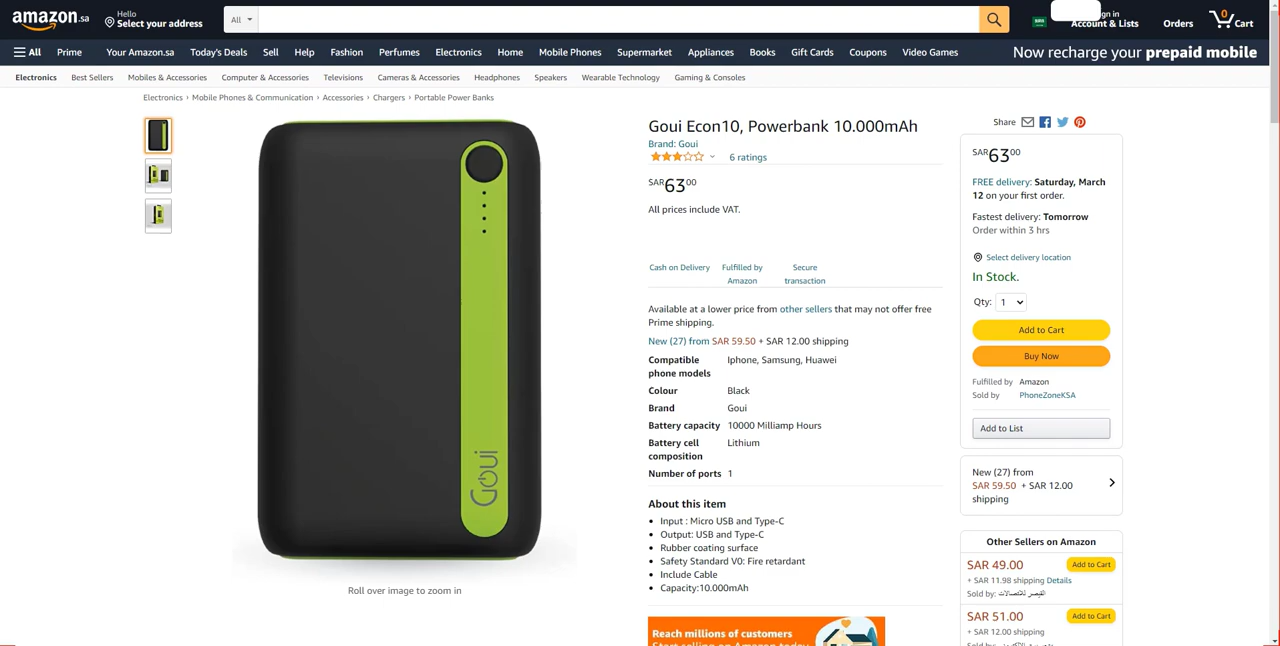 amazon.sa
Hello
Select your address
All
Account & Lists
Orders
0
Cart
All
Prime
Your Amazon.sa
Today's Deals
Sell
Help
Fashion
Perfumes
Electronics
Home
Mobile Phones
Supermarket
Appliances
Books
Gift Cards
Coupons
Video Games
Now recharge your prepaid mobile
Electronics
Best Sellers
Mobiles & Accessories
Computer & Accessories
Televisions
Cameras & Accessories
Headphones
Speakers
Wearable Technology
Gaming & Consoles
Electronics › Mobile Phones & Communication › Accessories › Chargers › Portable Power Banks
Goui
Roll over image to zoom in
Goui Econ10, Powerbank 10.000mAh
Brand: Goui
6 ratings
SAR6300
All prices include VAT.
Cash on Delivery
Fulfilled by
Amazon
Secure
transaction
Available at a lower price from other sellers that may not offer free
Prime shipping.
New (27) from SAR 59.50 + SAR 12.00 shipping
Compatible
phone models
Iphone, Samsung, Huawei
Colour Black
Brand Goui
Battery capacity 10000 Milliamp Hours
Battery cell
composition
Lithium
Number of ports 1
About this item
Input : Micro USB and Type-C
Output: USB and Type-C
Rubber coating surface
Safety Standard V0: Fire retardant
Include Cable
Capacity:10.000mAh
Reach millions of customers
Share
SAR6300
FREE delivery: Saturday, March
12 on your first order.
Fastest delivery: Tomorrow
Order within 3 hrs
Select delivery location
In Stock.
Qty: 1
Add to Cart
Buy Now
Fulfilled by Amazon
Sold by PhoneZoneKSA
Add to List
New (27) from
SAR 59.50 + SAR 12.00
shipping
Other Sellers on Amazon
SAR 49.00
Add to Cart
+ SAR 11.98 shipping Details
Sold by: القيصر للاتصالات
SAR 51.00
Add to Cart
+ SAR 12.00 shipping